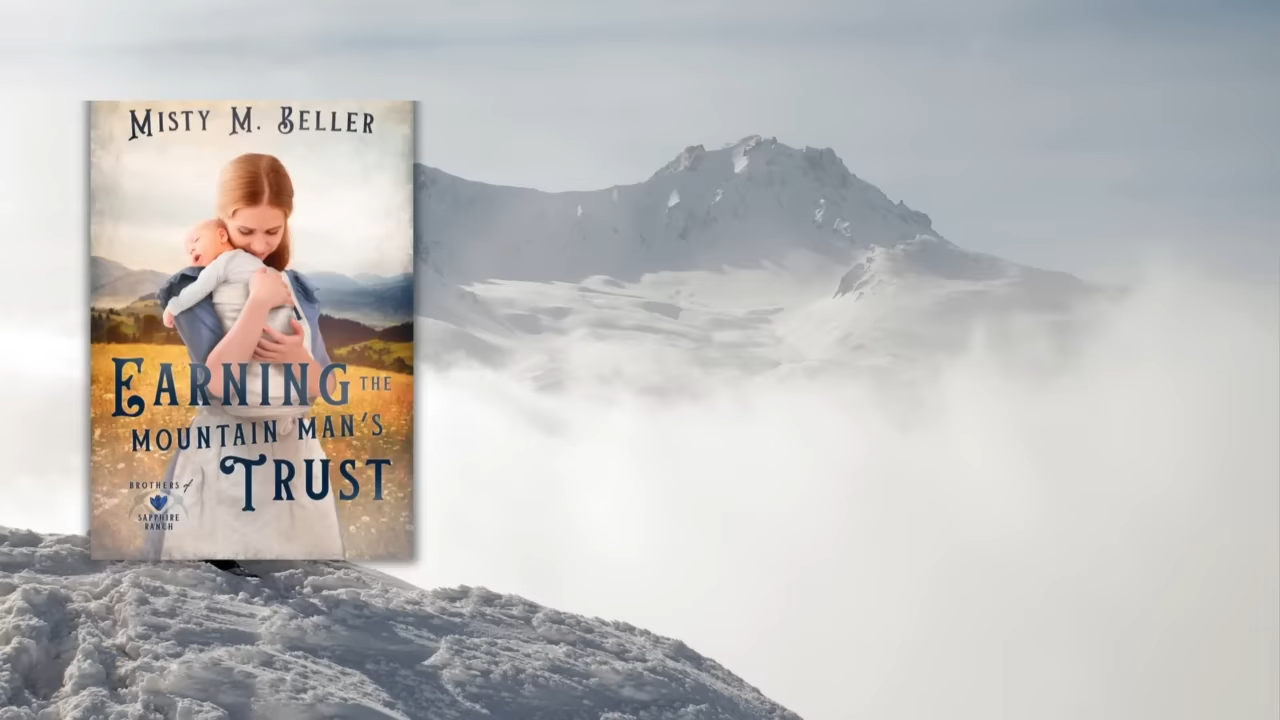 Misty M. Beller
Earning the
Mountain Man's
Trust
Brothers of
Sapphire
Ranch